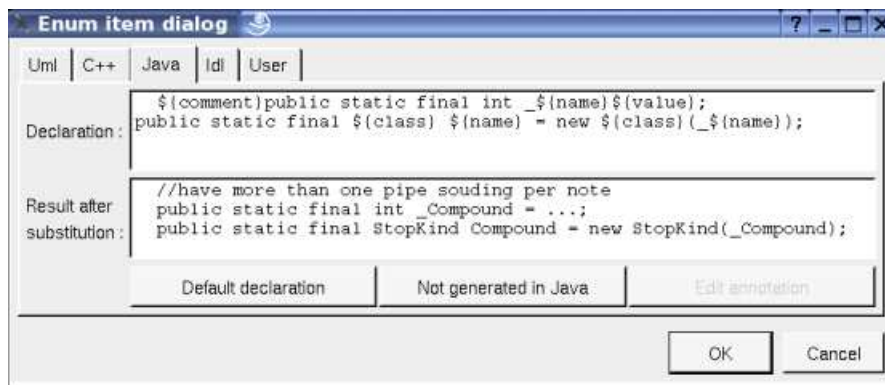 Enum item dialog
?
Uml C++ Java Idl User
Declaration :
${comment}public static final int _${name}${value};
public static final ${class} ${name} = new ${class}(_${name});
Result after
substitution :
//have more than one pipe souding per note
public static final int _Compound = ...;
public static final StopKind Compound = new StopKind(_Compound);
Default declaration Not generated in Java Edit annotation
OK Cancel